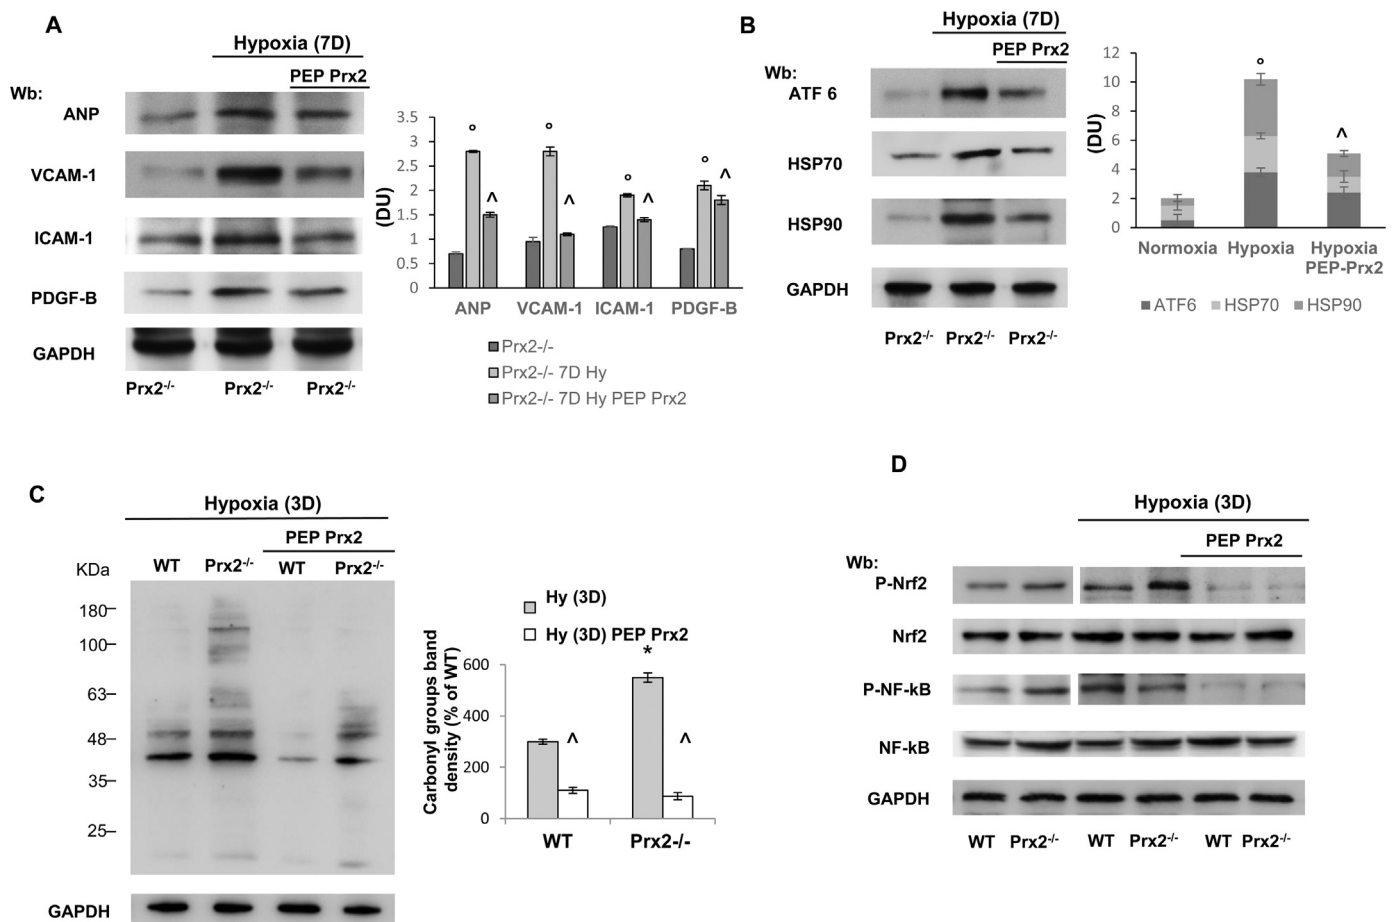 A
Hypoxia (7D)
PEP Prx2
Wb:
ANP
VCAM-1
ICAM-1
PDGF-B
GAPDH
Prx2-/- Prx2-/- Prx2-/-
3.5
3
2.5
2
1.5
1
0.5
0
(DU)
° ^ ° ^ ° ^ ° ^
ANP VCAM-1 ICAM-1 PDGF-B
Prx2-/-
Prx2-/- 7D Hy
Prx2-/- 7D Hy PEP Prx2
B
Hypoxia (7D)
PEP Prx2
Wb:
ATF 6
HSP70
HSP90
GAPDH
Prx2-/- Prx2-/- Prx2-/-
12
10
8
6
4
2
0
(DU)
° ^
Normoxia Hypoxia Hypoxia
PEP-Prx2
ATF6 HSP70 HSP90
C
Hypoxia (3D)
PEP Prx2
KDa WT Prx2-/- WT Prx2-/-
180
100
63
48
35
25
GAPDH
Hy (3D)
Hy (3D) PEP Prx2
Carbonyl groups band
density (% of WT)
600
400
200
0
^ * ^
WT Prx2-/-
D
Hypoxia (3D)
PEP Prx2
Wb:
P-Nrf2
Nrf2
P-NF-kB
NF-kB
GAPDH
WT Prx2-/- WT Prx2-/- WT Prx2-/-